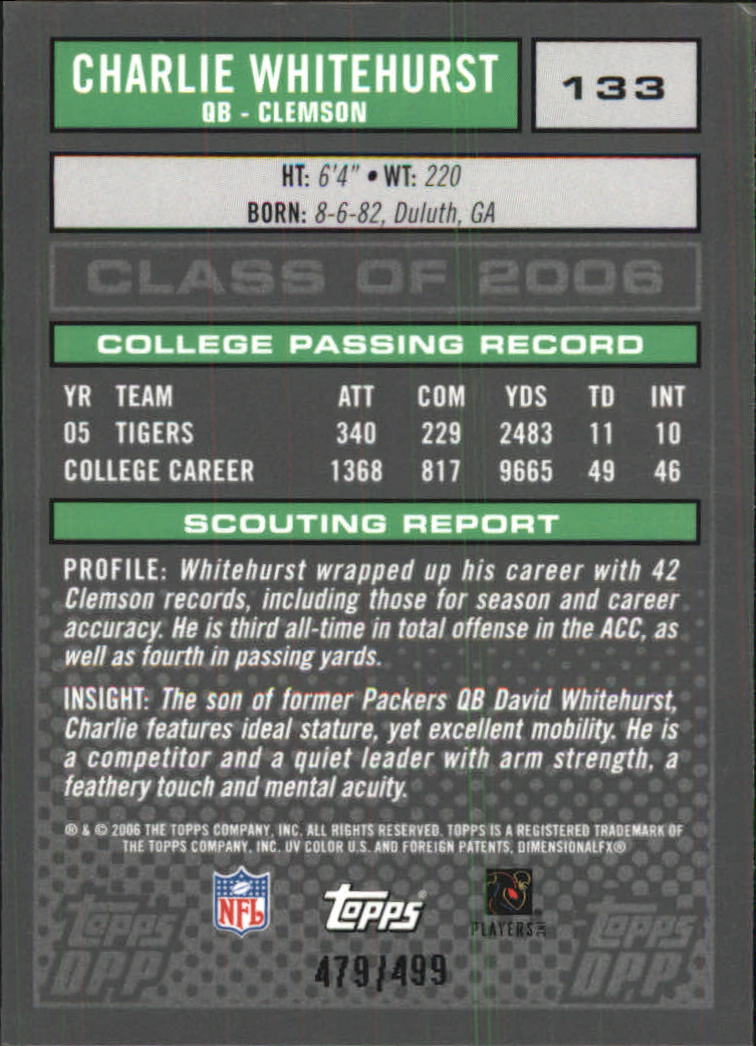 CHARLIE WHITEHURST
QB - CLEMSON
133
HT: 6'4" • WT: 220
BORN: 8-6-82, Duluth, GA
CLASS OF 2006
COLLEGE PASSING RECORD
YR TEAM ATT COM YDS TD INT
05 TIGERS 340 229 2483 11 10
COLLEGE CAREER 1368 817 9665 49 46
SCOUTING REPORT
PROFILE: Whitehurst wrapped up his career with 42
Clemson records, including those for season and career
accuracy. He is third all-time in total offense in the ACC, as
well as fourth in passing yards.
INSIGHT: The son of former Packers QB David Whitehurst,
Charlie features ideal stature, yet excellent mobility. He is
a competitor and a quiet leader with arm strength, a
feathery touch and mental acuity.
® & © 2006 THE TOPPS COMPANY, INC. ALL RIGHTS RESERVED. TOPPS IS A REGISTERED TRADEMARK OF
THE TOPPS COMPANY, INC. UV COLOR U.S. AND FOREIGN PATENTS, DIMENSIONALFX®
NFL
Topps®
PLAYERS INC
Topps
DPP
Topps
DPP
479/499